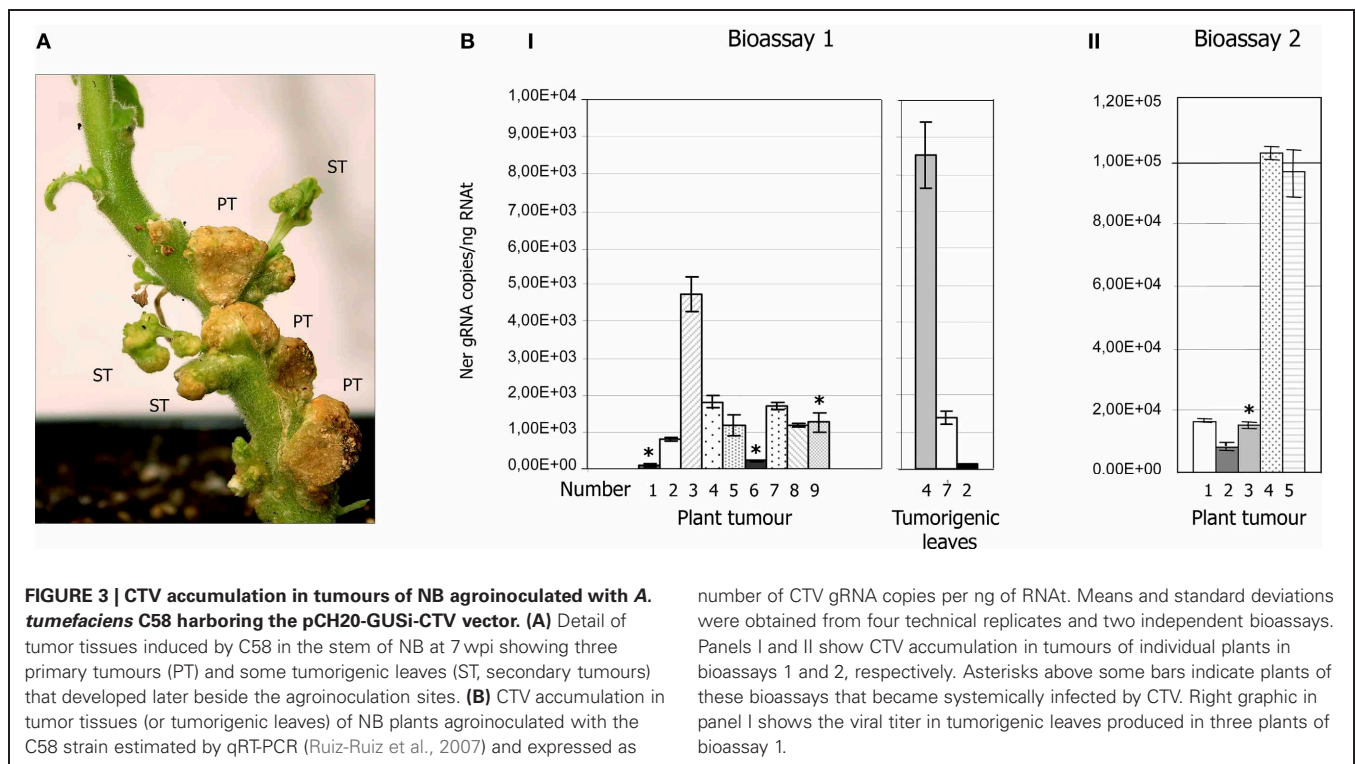 A
B
I
Bioassay 1
II
Bioassay 2
ST
PT
PT
ST
PT
ST
Ner gRNA copies/ng RNAt
1,00E+04
9,00E+03
8,00E+03
7,00E+03
6,00E+03
5,00E+03
4,00E+03
3,00E+03
2,00E+03
1,00E+03
0,00E+00
* * *
Number 1 2 3 4 5 6 7 8 9
Plant tumour
4 7 2
Tumorigenic
leaves
1,20E+05
1,00E+05
8,00E+04
6,00E+04
4,00E+04
2,00E+04
0.00E+00
*
1 2 3 4 5
Plant tumour
FIGURE 3 | CTV accumulation in tumours of NB agroinoculated with A.
tumefaciens C58 harboring the pCH20-GUSi-CTV vector. (A) Detail of
tumor tissues induced by C58 in the stem of NB at 7 wpi showing three
primary tumours (PT) and some tumorigenic leaves (ST, secondary tumours)
that developed later beside the agroinoculation sites. (B) CTV accumulation in
tumor tissues (or tumorigenic leaves) of NB plants agroinoculated with the
C58 strain estimated by qRT-PCR (Ruiz-Ruiz et al., 2007) and expressed as
number of CTV gRNA copies per ng of RNAt. Means and standard deviations
were obtained from four technical replicates and two independent bioassays.
Panels I and II show CTV accumulation in tumours of individual plants in
bioassays 1 and 2, respectively. Asterisks above some bars indicate plants of
these bioassays that became systemically infected by CTV. Right graphic in
panel I shows the viral titer in tumorigenic leaves produced in three plants of
bioassay 1.